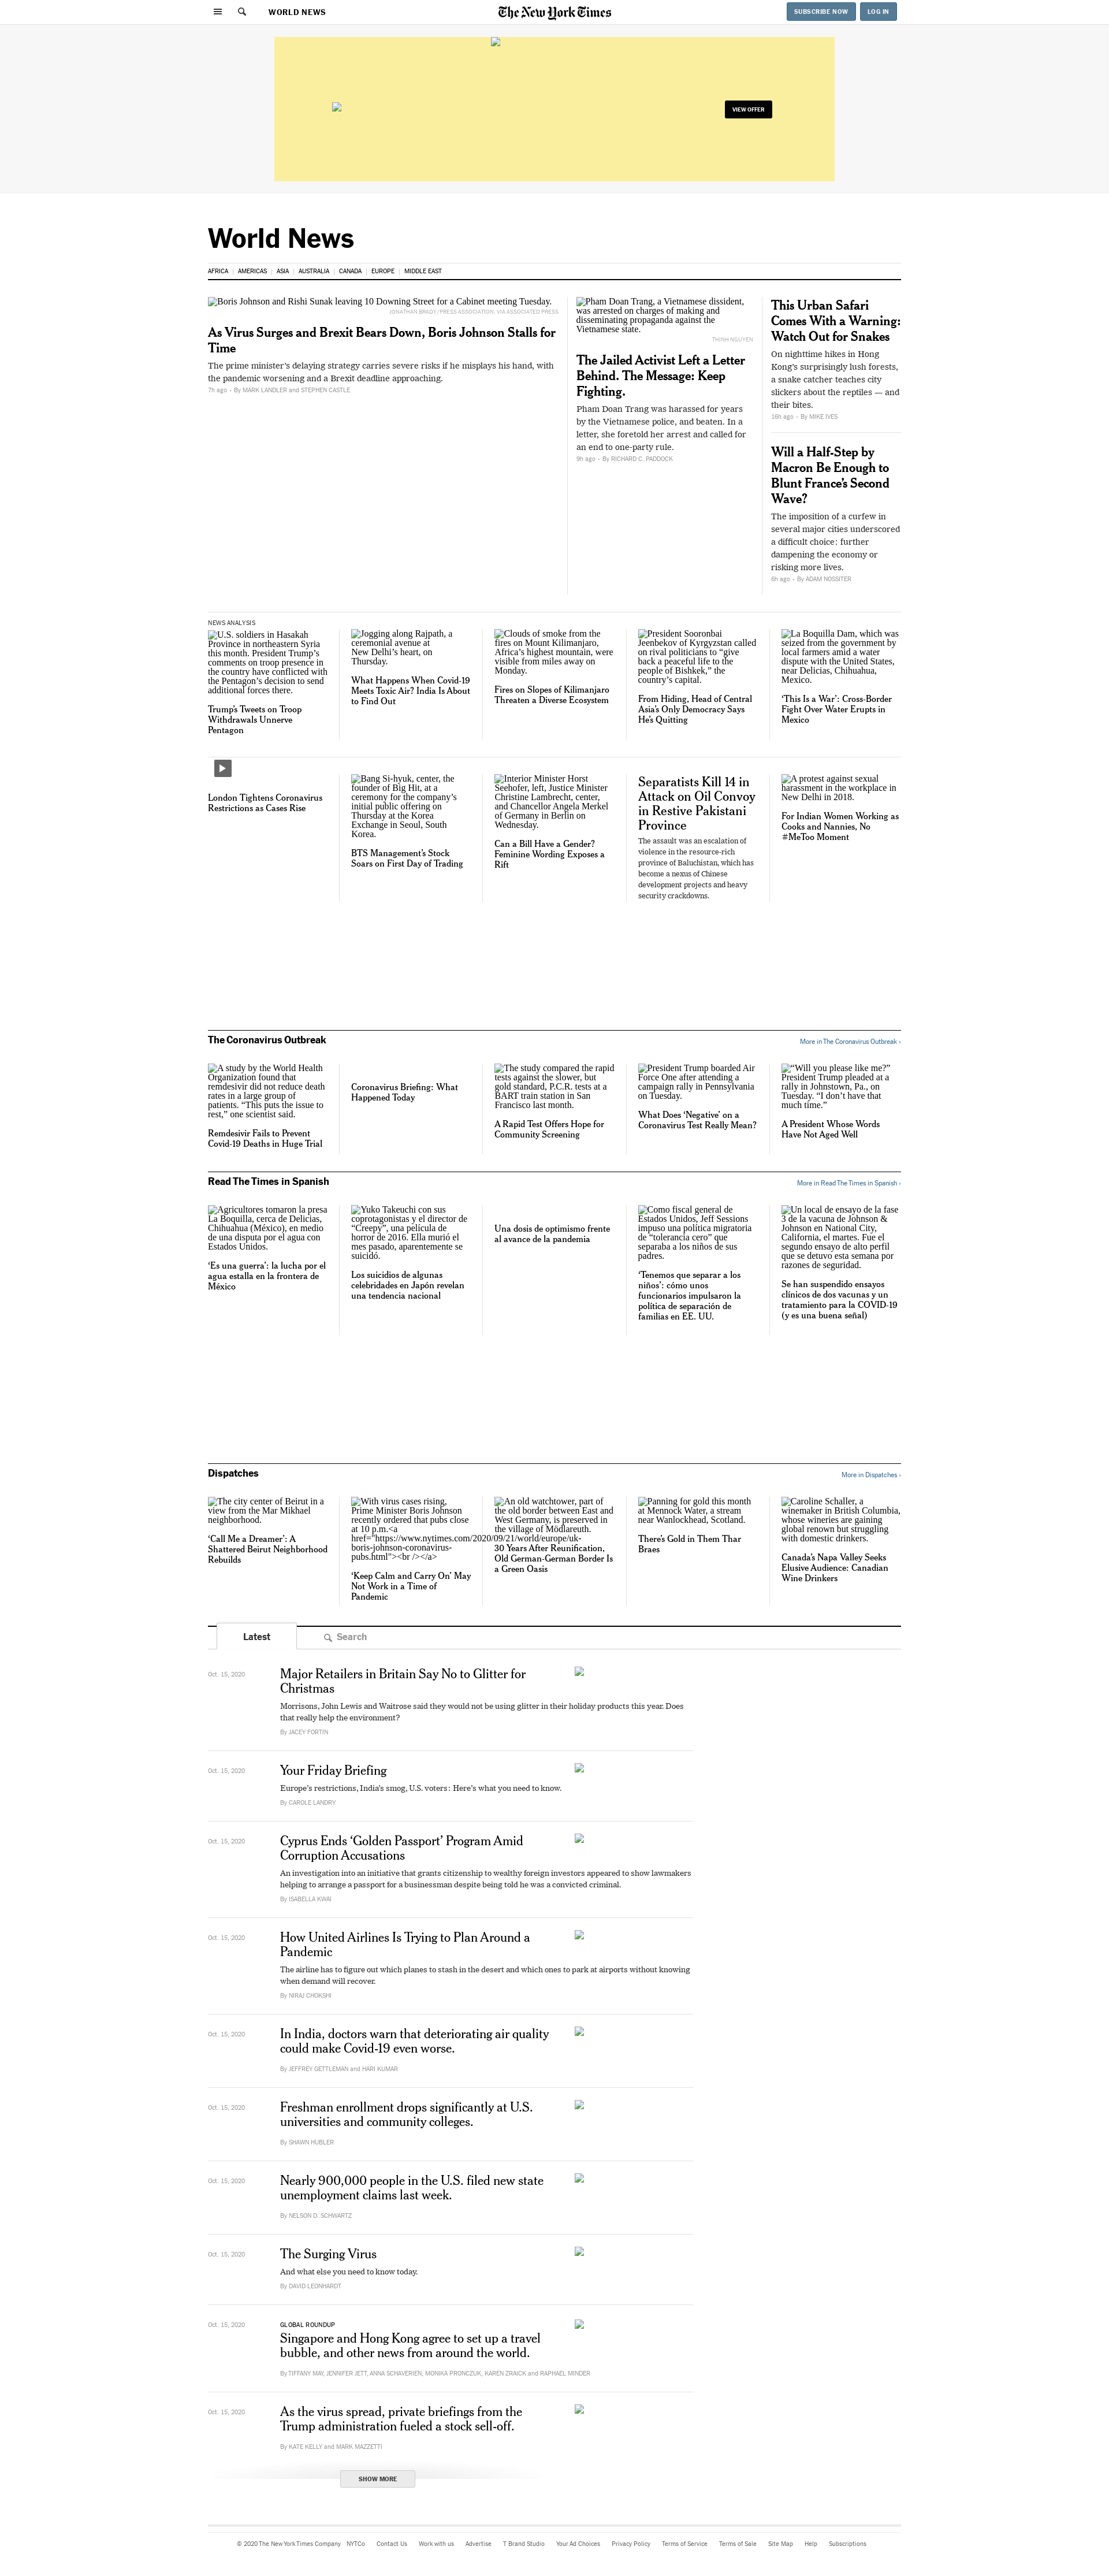 WORLD NEWS
The New York Times
SUBSCRIBE NOW
LOG IN
VIEW OFFER
World News
AFRICA
AMERICAS
ASIA
AUSTRALIA
CANADA
EUROPE
MIDDLE EAST
Boris Johnson and Rishi Sunak leaving 10 Downing Street for a Cabinet meeting Tuesday.
JONATHAN BRADY/PRESS ASSOCIATION, VIA ASSOCIATED PRESS
As Virus Surges and Brexit Bears Down, Boris Johnson Stalls for
Time
The prime minister’s delaying strategy carries severe risks if he misplays his hand, with
the pandemic worsening and a Brexit deadline approaching.
7h ago - By MARK LANDLER and STEPHEN CASTLE
Pham Doan Trang, a Vietnamese dissident,
was arrested on charges of making and
disseminating propaganda against the
Vietnamese state.
THINH NGUYEN
The Jailed Activist Left a Letter
Behind. The Message: Keep
Fighting.
Pham Doan Trang was harassed for years
by the Vietnamese police, and beaten. In a
letter, she foretold her arrest and called for
an end to one-party rule.
9h ago - By RICHARD C. PADDOCK
This Urban Safari
Comes With a Warning:
Watch Out for Snakes
On nighttime hikes in Hong
Kong’s surprisingly lush forests,
a snake catcher teaches city
slickers about the reptiles — and
their bites.
16h ago - By MIKE IVES
Will a Half-Step by
Macron Be Enough to
Blunt France’s Second
Wave?
The imposition of a curfew in
several major cities underscored
a difficult choice: further
dampening the economy or
risking more lives.
6h ago - By ADAM NOSSITER
NEWS ANALYSIS
U.S. soldiers in Hasakah
Province in northeastern Syria
this month. President Trump’s
comments on troop presence in
the country have conflicted with
the Pentagon’s decision to send
additional forces there.
Trump’s Tweets on Troop
Withdrawals Unnerve
Pentagon
Jogging along Rajpath, a
ceremonial avenue at
New Delhi’s heart, on
Thursday.
What Happens When Covid-19
Meets Toxic Air? India Is About
to Find Out
Clouds of smoke from the
fires on Mount Kilimanjaro,
Africa’s highest mountain, were
visible from miles away on
Monday.
Fires on Slopes of Kilimanjaro
Threaten a Diverse Ecosystem
President Sooronbai
Jeenbekov of Kyrgyzstan called
on rival politicians to “give
back a peaceful life to the
people of Bishkek,” the
country’s capital.
From Hiding, Head of Central
Asia’s Only Democracy Says
He’s Quitting
La Boquilla Dam, which was
seized from the government by
local farmers amid a water
dispute with the United States,
near Delicias, Chihuahua,
Mexico.
‘This Is a War’: Cross-Border
Fight Over Water Erupts in
Mexico
London Tightens Coronavirus
Restrictions as Cases Rise
Bang Si-hyuk, center, the
founder of Big Hit, at a
ceremony for the company’s
initial public offering on
Thursday at the Korea
Exchange in Seoul, South
Korea.
BTS Management’s Stock
Soars on First Day of Trading
Interior Minister Horst
Seehofer, left, Justice Minister
Christine Lambrecht, center,
and Chancellor Angela Merkel
of Germany in Berlin on
Wednesday.
Can a Bill Have a Gender?
Feminine Wording Exposes a
Rift
Separatists Kill 14 in
Attack on Oil Convoy
in Restive Pakistani
Province
The assault was an escalation of
violence in the resource-rich
province of Baluchistan, which has
become a nexus of Chinese
development projects and heavy
security crackdowns.
A protest against sexual
harassment in the workplace in
New Delhi in 2018.
For Indian Women Working as
Cooks and Nannies, No
#MeToo Moment
The Coronavirus Outbreak
More in The Coronavirus Outbreak ›
A study by the World Health
Organization found that
remdesivir did not reduce death
rates in a large group of
patients. “This puts the issue to
rest,” one scientist said.
Remdesivir Fails to Prevent
Covid-19 Deaths in Huge Trial
Coronavirus Briefing: What
Happened Today
The study compared the rapid
tests against the slower, but
gold standard, P.C.R. tests at a
BART train station in San
Francisco last month.
A Rapid Test Offers Hope for
Community Screening
President Trump boarded Air
Force One after attending a
campaign rally in Pennsylvania
on Tuesday.
What Does ‘Negative’ on a
Coronavirus Test Really Mean?
“Will you please like me?”
President Trump pleaded at a
rally in Johnstown, Pa., on
Tuesday. “I don’t have that
much time.”
A President Whose Words
Have Not Aged Well
Read The Times in Spanish
More in Read The Times in Spanish ›
Agricultores tomaron la presa
La Boquilla, cerca de Delicias,
Chihuahua (México), en medio
de una disputa por el agua con
Estados Unidos.
‘Es una guerra’: la lucha por el
agua estalla en la frontera de
México
Yuko Takeuchi con sus
coprotagonistas y el director de
“Creepy”, una película de
horror de 2016. Ella murió el
mes pasado, aparentemente se
suicidó.
Los suicidios de algunas
celebridades en Japón revelan
una tendencia nacional
Una dosis de optimismo frente
al avance de la pandemia
Como fiscal general de
Estados Unidos, Jeff Sessions
impuso una política migratoria
de ”tolerancia cero” que
separaba a los niños de sus
padres.
‘Tenemos que separar a los
niños’: cómo unos
funcionarios impulsaron la
política de separación de
familias en EE. UU.
Un local de ensayo de la fase
3 de la vacuna de Johnson &
Johnson en National City,
California, el martes. Fue el
segundo ensayo de alto perfil
que se detuvo esta semana por
razones de seguridad.
Se han suspendido ensayos
clínicos de dos vacunas y un
tratamiento para la COVID-19
(y es una buena señal)
Dispatches
More in Dispatches ›
The city center of Beirut in a
view from the Mar Mikhael
neighborhood.
‘Call Me a Dreamer’: A
Shattered Beirut Neighborhood
Rebuilds
With virus cases rising,
Prime Minister Boris Johnson
recently ordered that pubs close
at 10 p.m.<a
href="https://www.nytimes.com/2020/09/21/world/europe/uk-
boris-johnson-coronavirus-
pubs.html"><br /></a>
‘Keep Calm and Carry On’ May
Not Work in a Time of
Pandemic
An old watchtower, part of
the old border between East and
West Germany, is preserved in
the village of Mödlareuth.
30 Years After Reunification,
Old German-German Border Is
a Green Oasis
Panning for gold this month
at Mennock Water, a stream
near Wanlockhead, Scotland.
There’s Gold in Them Thar
Braes
Caroline Schaller, a
winemaker in British Columbia,
whose wineries are gaining
global renown but struggling
with domestic drinkers.
Canada’s Napa Valley Seeks
Elusive Audience: Canadian
Wine Drinkers
Latest
Search
Oct. 15, 2020
Major Retailers in Britain Say No to Glitter for
Christmas
Morrisons, John Lewis and Waitrose said they would not be using glitter in their holiday products this year. Does
that really help the environment?
By JACEY FORTIN
Oct. 15, 2020
Your Friday Briefing
Europe’s restrictions, India’s smog, U.S. voters: Here’s what you need to know.
By CAROLE LANDRY
Oct. 15, 2020
Cyprus Ends ‘Golden Passport’ Program Amid
Corruption Accusations
An investigation into an initiative that grants citizenship to wealthy foreign investors appeared to show lawmakers
helping to arrange a passport for a businessman despite being told he was a convicted criminal.
By ISABELLA KWAI
Oct. 15, 2020
How United Airlines Is Trying to Plan Around a
Pandemic
The airline has to figure out which planes to stash in the desert and which ones to park at airports without knowing
when demand will recover.
By NIRAJ CHOKSHI
Oct. 15, 2020
In India, doctors warn that deteriorating air quality
could make Covid-19 even worse.
By JEFFREY GETTLEMAN and HARI KUMAR
Oct. 15, 2020
Freshman enrollment drops significantly at U.S.
universities and community colleges.
By SHAWN HUBLER
Oct. 15, 2020
Nearly 900,000 people in the U.S. filed new state
unemployment claims last week.
By NELSON D. SCHWARTZ
Oct. 15, 2020
The Surging Virus
And what else you need to know today.
By DAVID LEONHARDT
Oct. 15, 2020
GLOBAL ROUNDUP
Singapore and Hong Kong agree to set up a travel
bubble, and other news from around the world.
By TIFFANY MAY, JENNIFER JETT, ANNA SCHAVERIEN, MONIKA PRONCZUK, KAREN ZRAICK and RAPHAEL MINDER
Oct. 15, 2020
As the virus spread, private briefings from the
Trump administration fueled a stock sell-off.
By KATE KELLY and MARK MAZZETTI
SHOW MORE
© 2020 The New York Times Company
NYTCo
Contact Us
Work with us
Advertise
T Brand Studio
Your Ad Choices
Privacy Policy
Terms of Service
Terms of Sale
Site Map
Help
Subscriptions